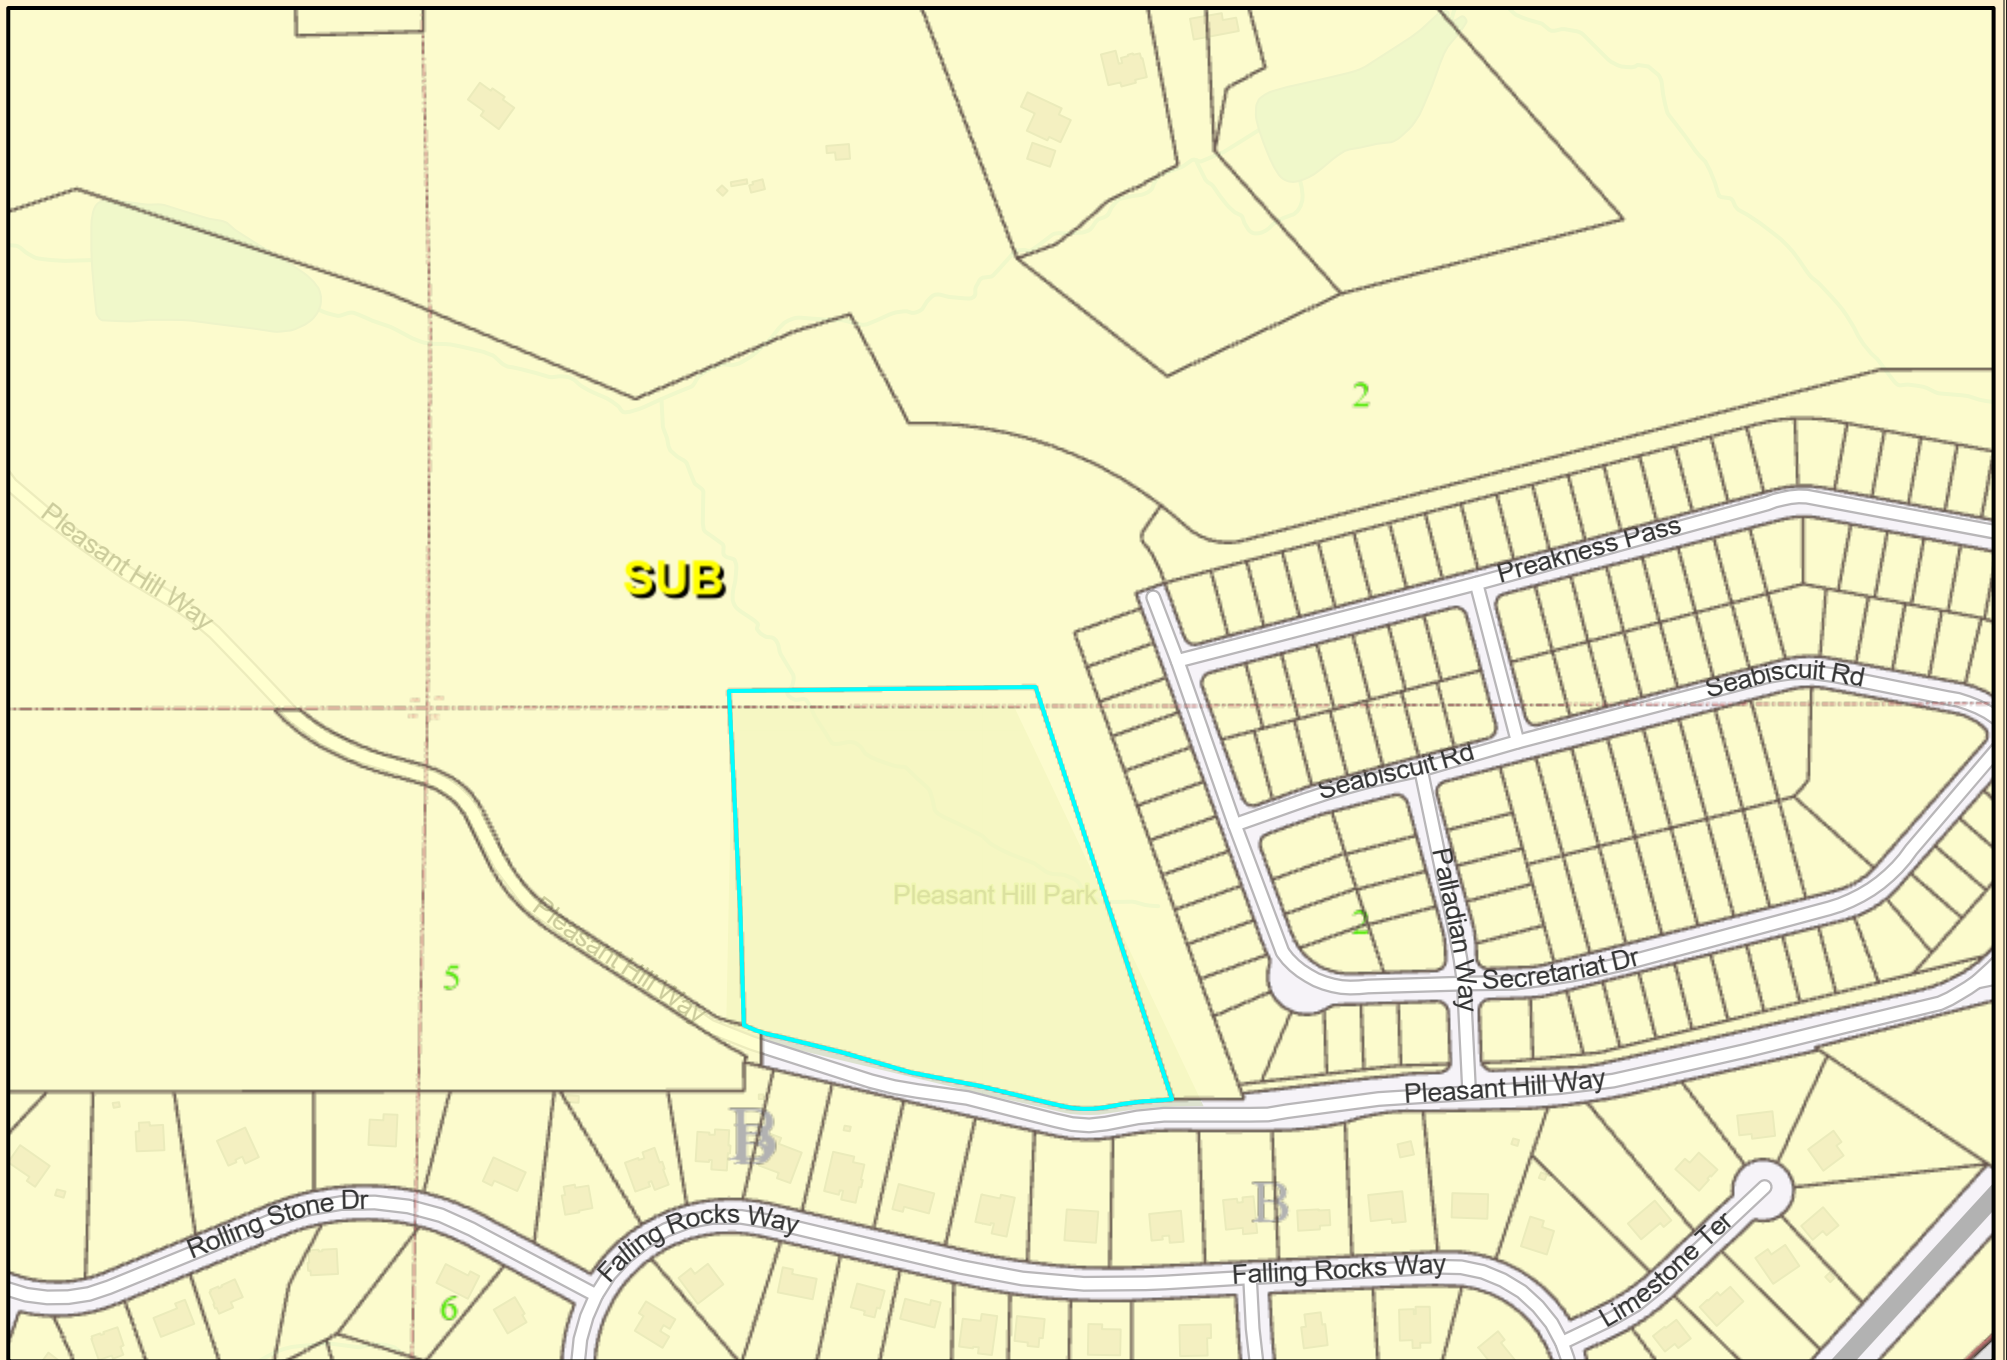 2
Pleasant Hill Way
Preakness Pass
SUB
Seabiscuit Rd
Seabiscuit Rd
Pleasant Hill Park
Palladian Way
2
Pleasant Hill Way
5
Secretariat Dr
Pleasant Hill Way
B
B
B
Rolling Stone Dr
Falling Rocks Way
Falling Rocks Way
Limestone Ter
6